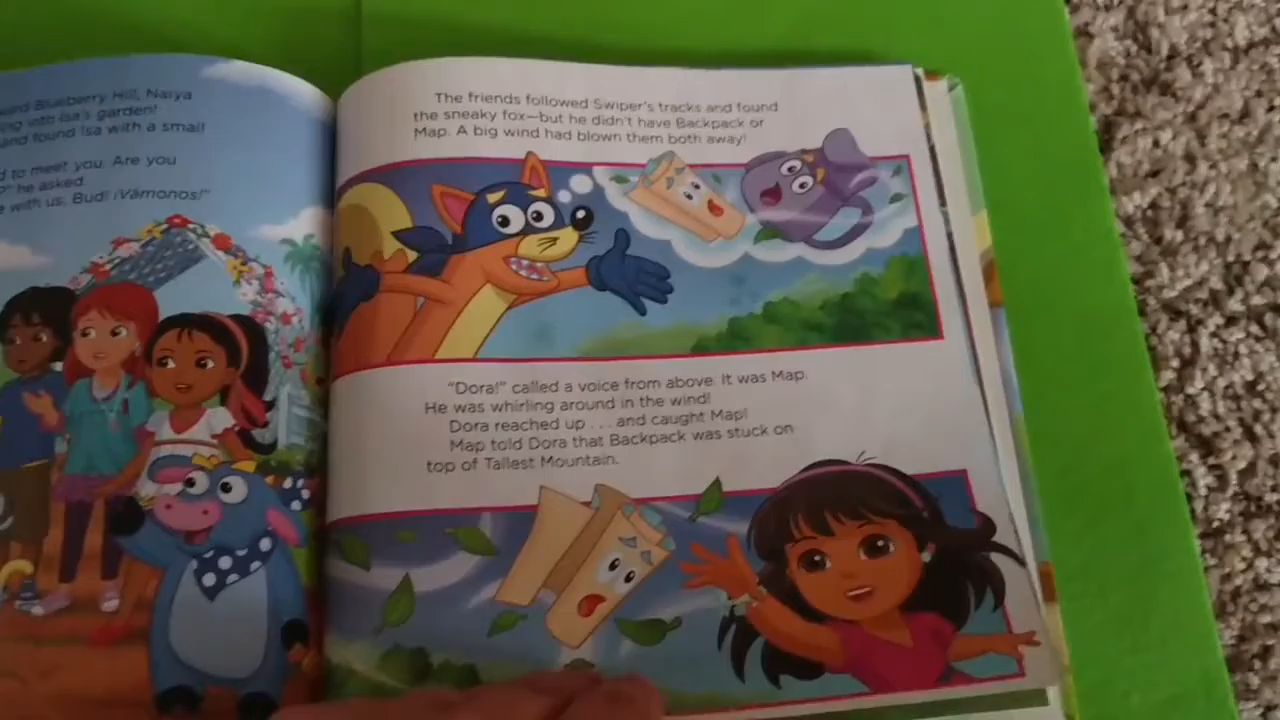 Blueberry Hill, Naiya
into Isa's garden!
and found Isa with a small
to meet you. Are you
he asked.
with us, Bud! ¡Vámonos!"
The friends followed Swiper's tracks and found
the sneaky fox—but he didn't have Backpack or
Map. A big wind had blown them both away!
"Dora!" called a voice from above. It was Map.
He was whirling around in the wind!
Dora reached up . . . and caught Map!
Map told Dora that Backpack was stuck on
top of Tallest Mountain.